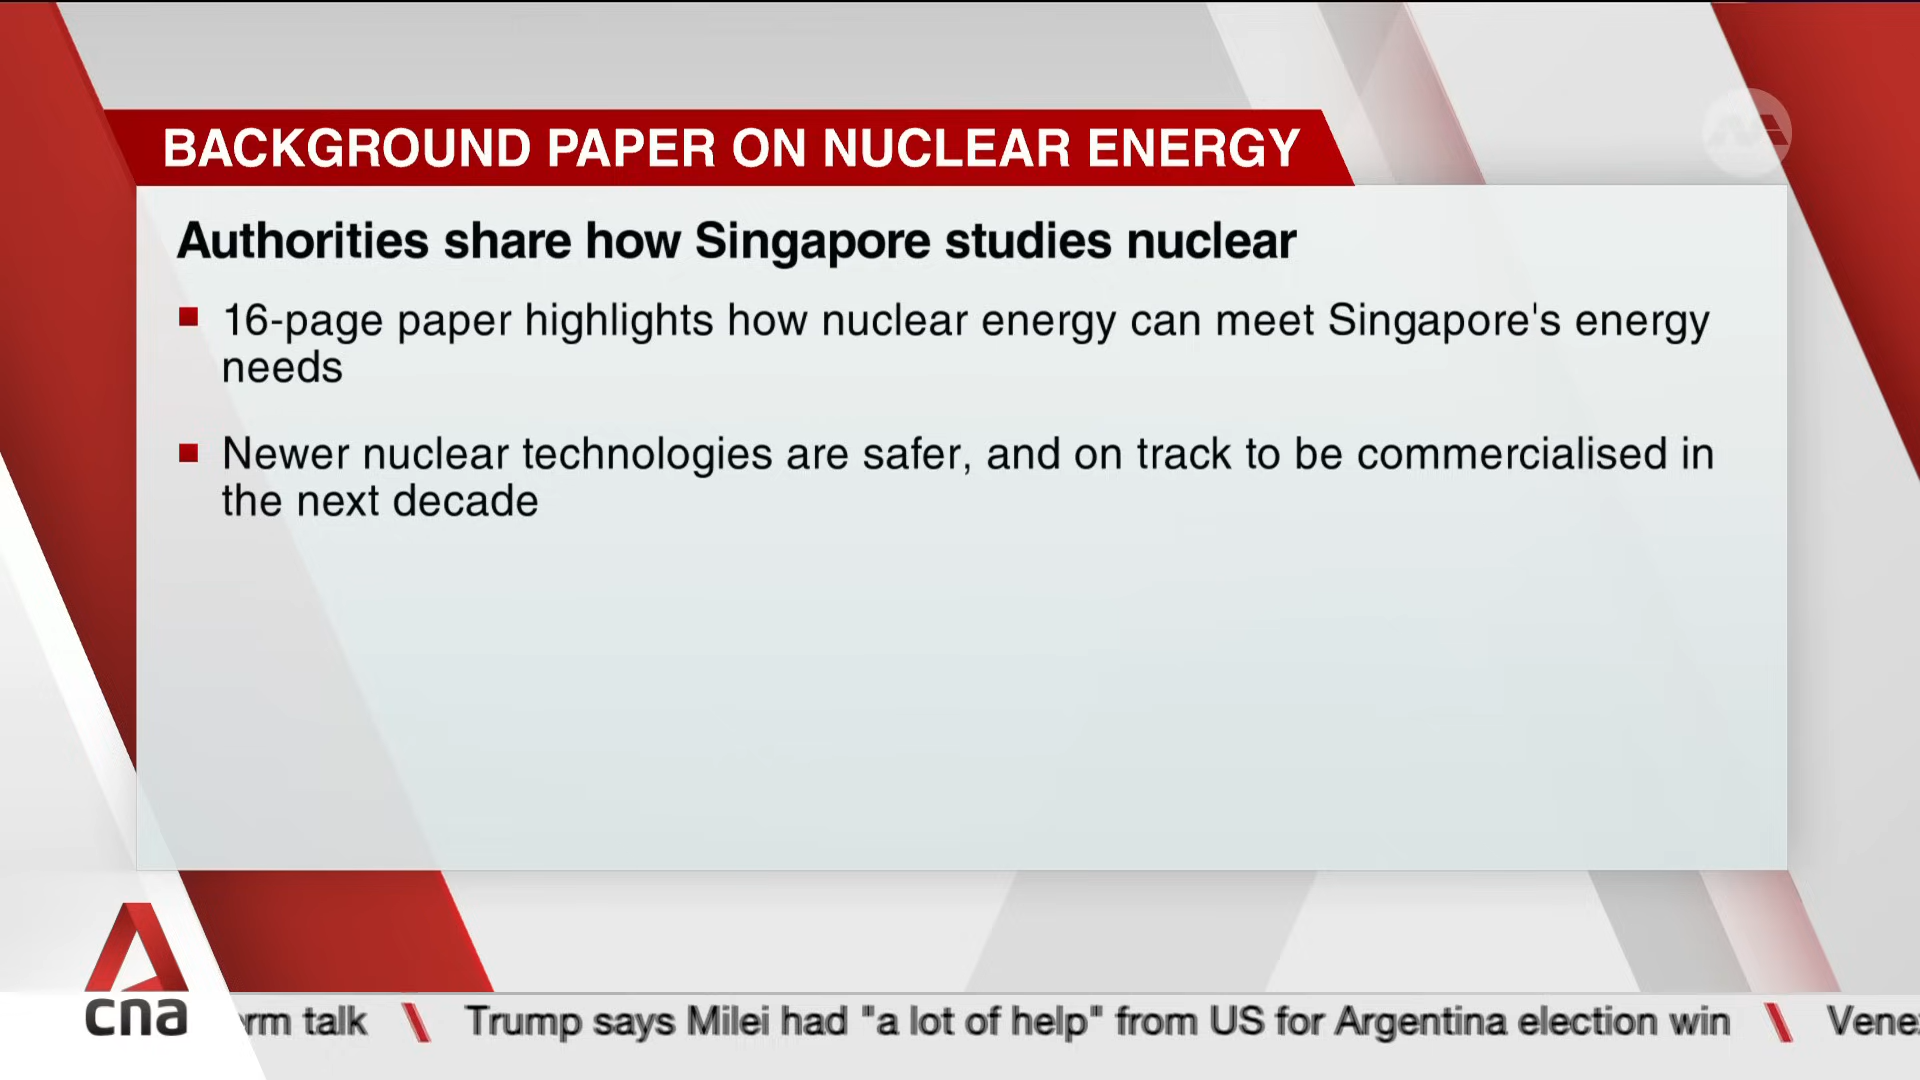 BACKGROUND PAPER ON NUCLEAR ENERGY
Authorities share how Singapore studies nuclear
16-page paper highlights how nuclear energy can meet Singapore's energy
needs
Newer nuclear technologies are safer, and on track to be commercialised in
the next decade
cna
talk Trump says Milei had "a lot of help" from US for Argentina election win